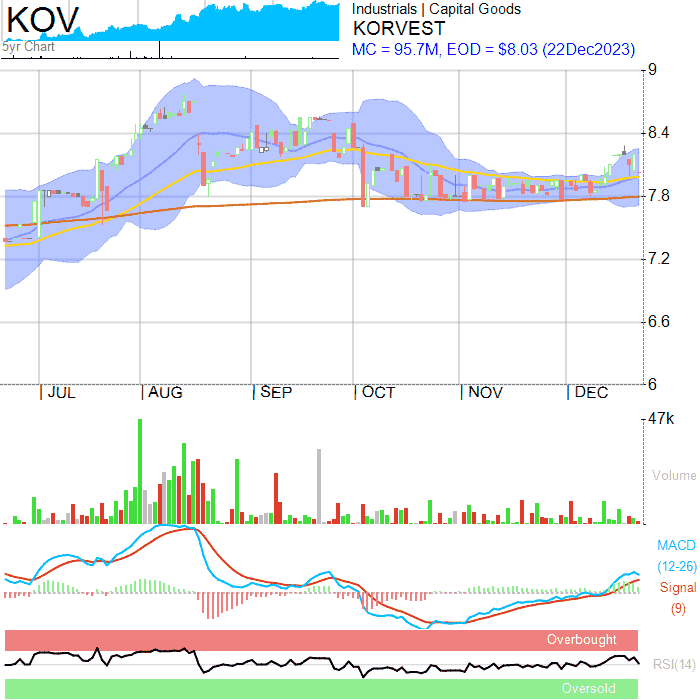 KOV
5yr Chart
Industrials | Capital Goods
KORVEST
MC = 95.7M, EOD = $8.03 (22Dec2023)
9
8.4
7.8
7.2
6.6
6
| JUL | AUG | SEP | OCT | NOV | DEC
47k
Volume
MACD
(12-26)
Signal
(9)
Overbought
RSI(14)
Oversold